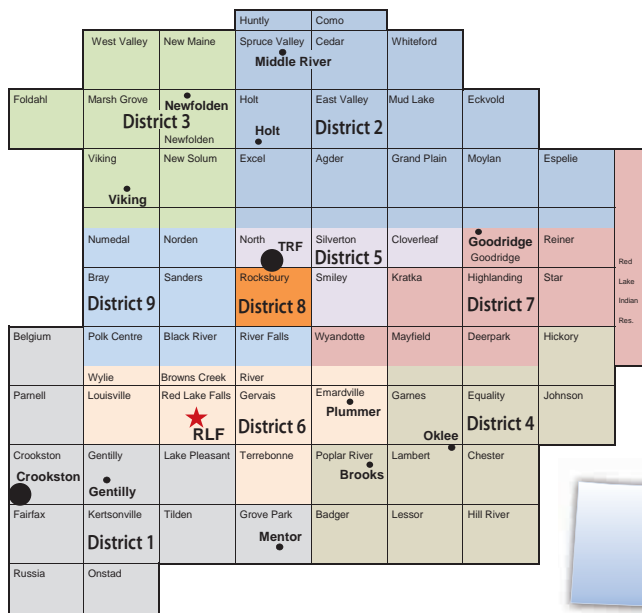 Huntly Como
West Valley New Maine Spruce Valley Cedar Whiteford
Middle River
Foldahl Marsh Grove Newfolden Holt East Valley Mud Lake Eckvold
District 3 Holt District 2
Newfolden
Viking New Solum Excel Agder Grand Plain Moylan Espelie
Viking
Numedal Norden North TRF Silverton Cloverleaf Goodridge Reiner
District 5 Goodridge
Red
Lake
Indian
Res.
Bray Sanders Rocksbury Smiley Kratka Highlanding Star
District 9 District 8 District 7
Belgium Polk Centre Black River River Falls Wyandotte Mayfield Deerpark Hickory
Wylie Browns Creek River
Parnell Louisville Red Lake Falls Gervais Emardville Garnes Equality Johnson
Plummer
RLF District 6 Oklee District 4
Crookston Gentilly Lake Pleasant Terrebonne Poplar River Lambert Chester
Crookston Brooks
Gentilly
Fairfax Kertsonville Tilden Grove Park Badger Lessor Hill River
District 1 Mentor
Russia Onstad